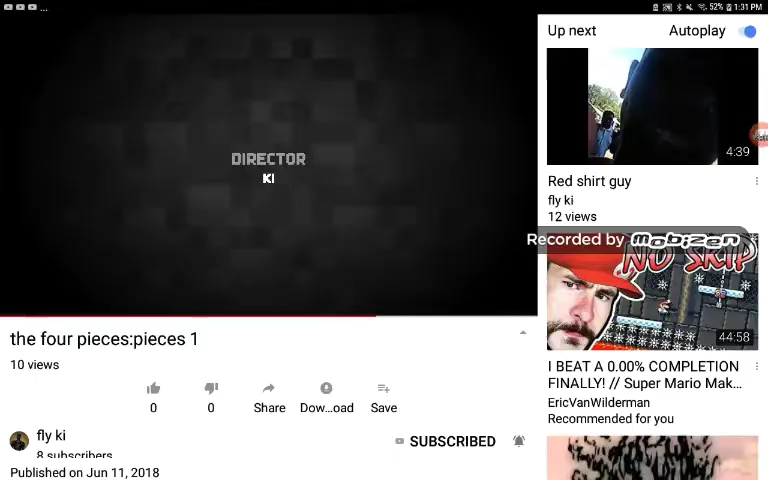 52% 1:31 PM
DIRECTOR
KI
the four pieces:pieces 1
10 views
0
0
Share
Dow...oad
Save
fly ki
8 subscribers
SUBSCRIBED
Published on Jun 11, 2018
Up next
Autoplay
4:39
Red shirt guy
fly ki
12 views
Recorded by Mobizen
NO SKIP
44:58
I BEAT A 0.00% COMPLETION
FINALLY! // Super Mario Mak...
EricVanWilderman
Recommended for you